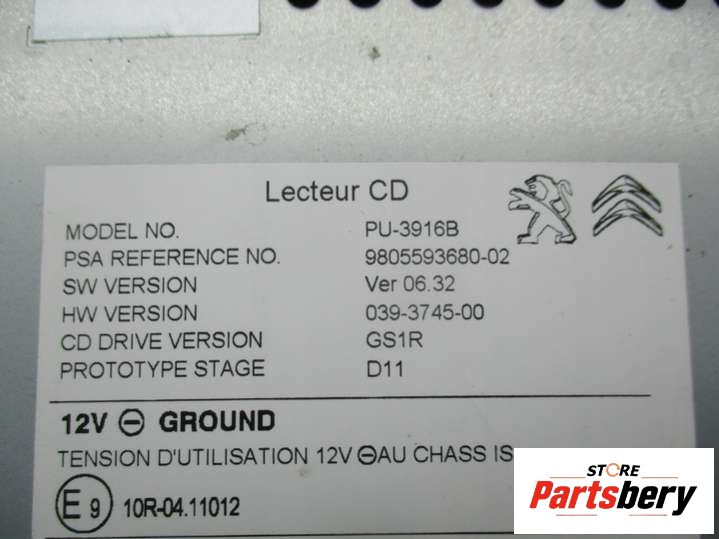 Lecteur CD
MODEL NO. PU-3916B
PSA REFERENCE NO. 9805593680-02
SW VERSION Ver 06.32
HW VERSION 039-3745-00
CD DRIVE VERSION GS1R
PROTOTYPE STAGE D11
12V ⊖ GROUND
TENSION D'UTILISATION 12V ⊖AU CHASS IS
E9 10R-04.11012
STORE
Partsbery